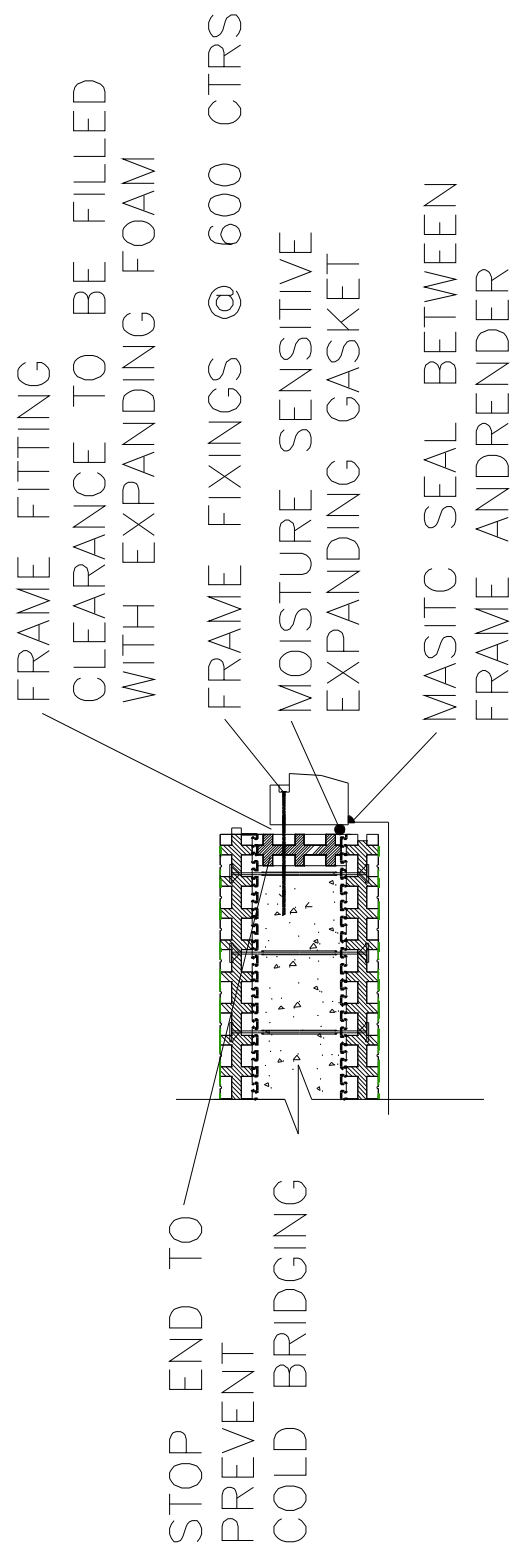 FRAME FITTING
CLEARANCE TO BE FILLED
WITH EXPANDING FOAM
FRAME FIXINGS @ 600 CTRS
MOISTURE SENSITIVE
EXPANDING GASKET
MASITC SEAL BETWEEN
FRAME ANDRENDER
STOP END TO
PREVENT
COLD BRIDGING